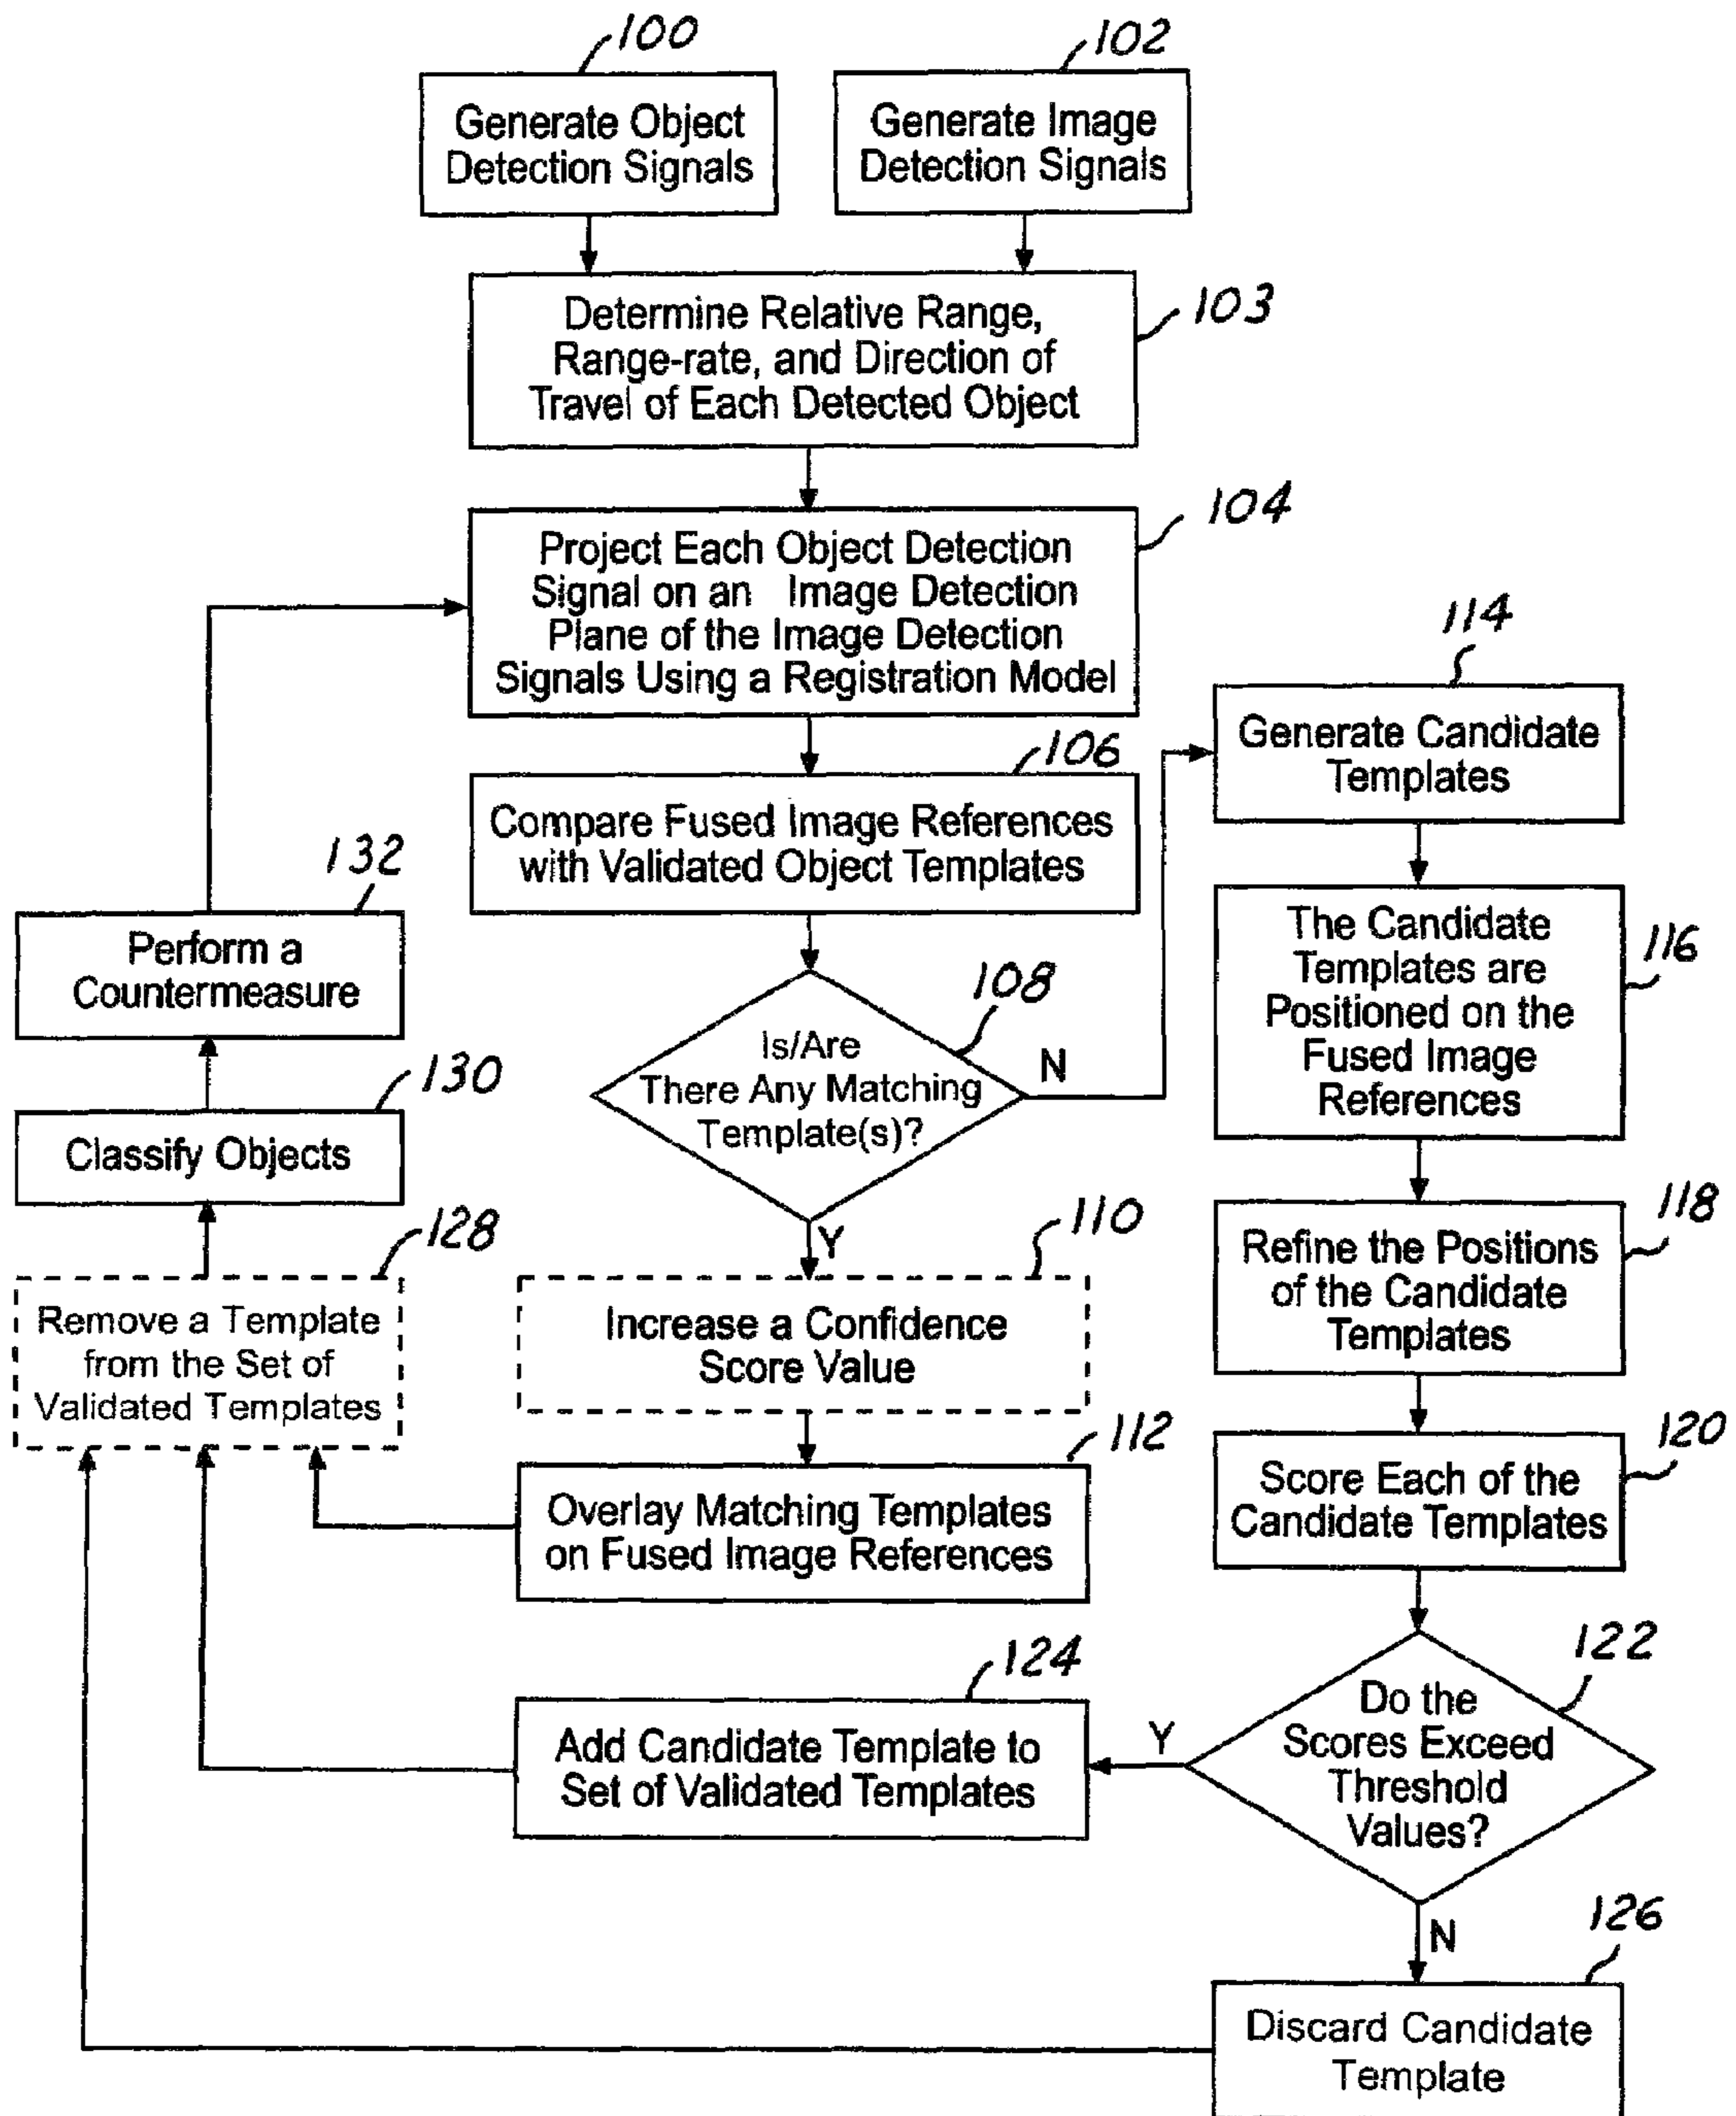 100
Generate Object
Detection Signals
102
Generate Image
Detection Signals
103
Determine Relative Range,
Range-rate, and Direction of
Travel of Each Detected Object
104
Project Each Object Detection
Signal on an Image Detection
Plane of the Image Detection
Signals Using a Registration Model
106
Compare Fused Image References
with Validated Object Templates
108
Is/Are
There Any Matching
Template(s)?
N
Y
110
Increase a Confidence
Score Value
112
Overlay Matching Templates
on Fused Image References
114
Generate Candidate
Templates
116
The Candidate
Templates are
Positioned on the
Fused Image
References
118
Refine the Positions
of the Candidate
Templates
120
Score Each of the
Candidate Templates
122
Do the
Scores Exceed
Threshold
Values?
Y
N
124
Add Candidate Template to
Set of Validated Templates
126
Discard Candidate
Template
128
Remove a Template
from the Set of
Validated Templates
130
Classify Objects
132
Perform a
Countermeasure